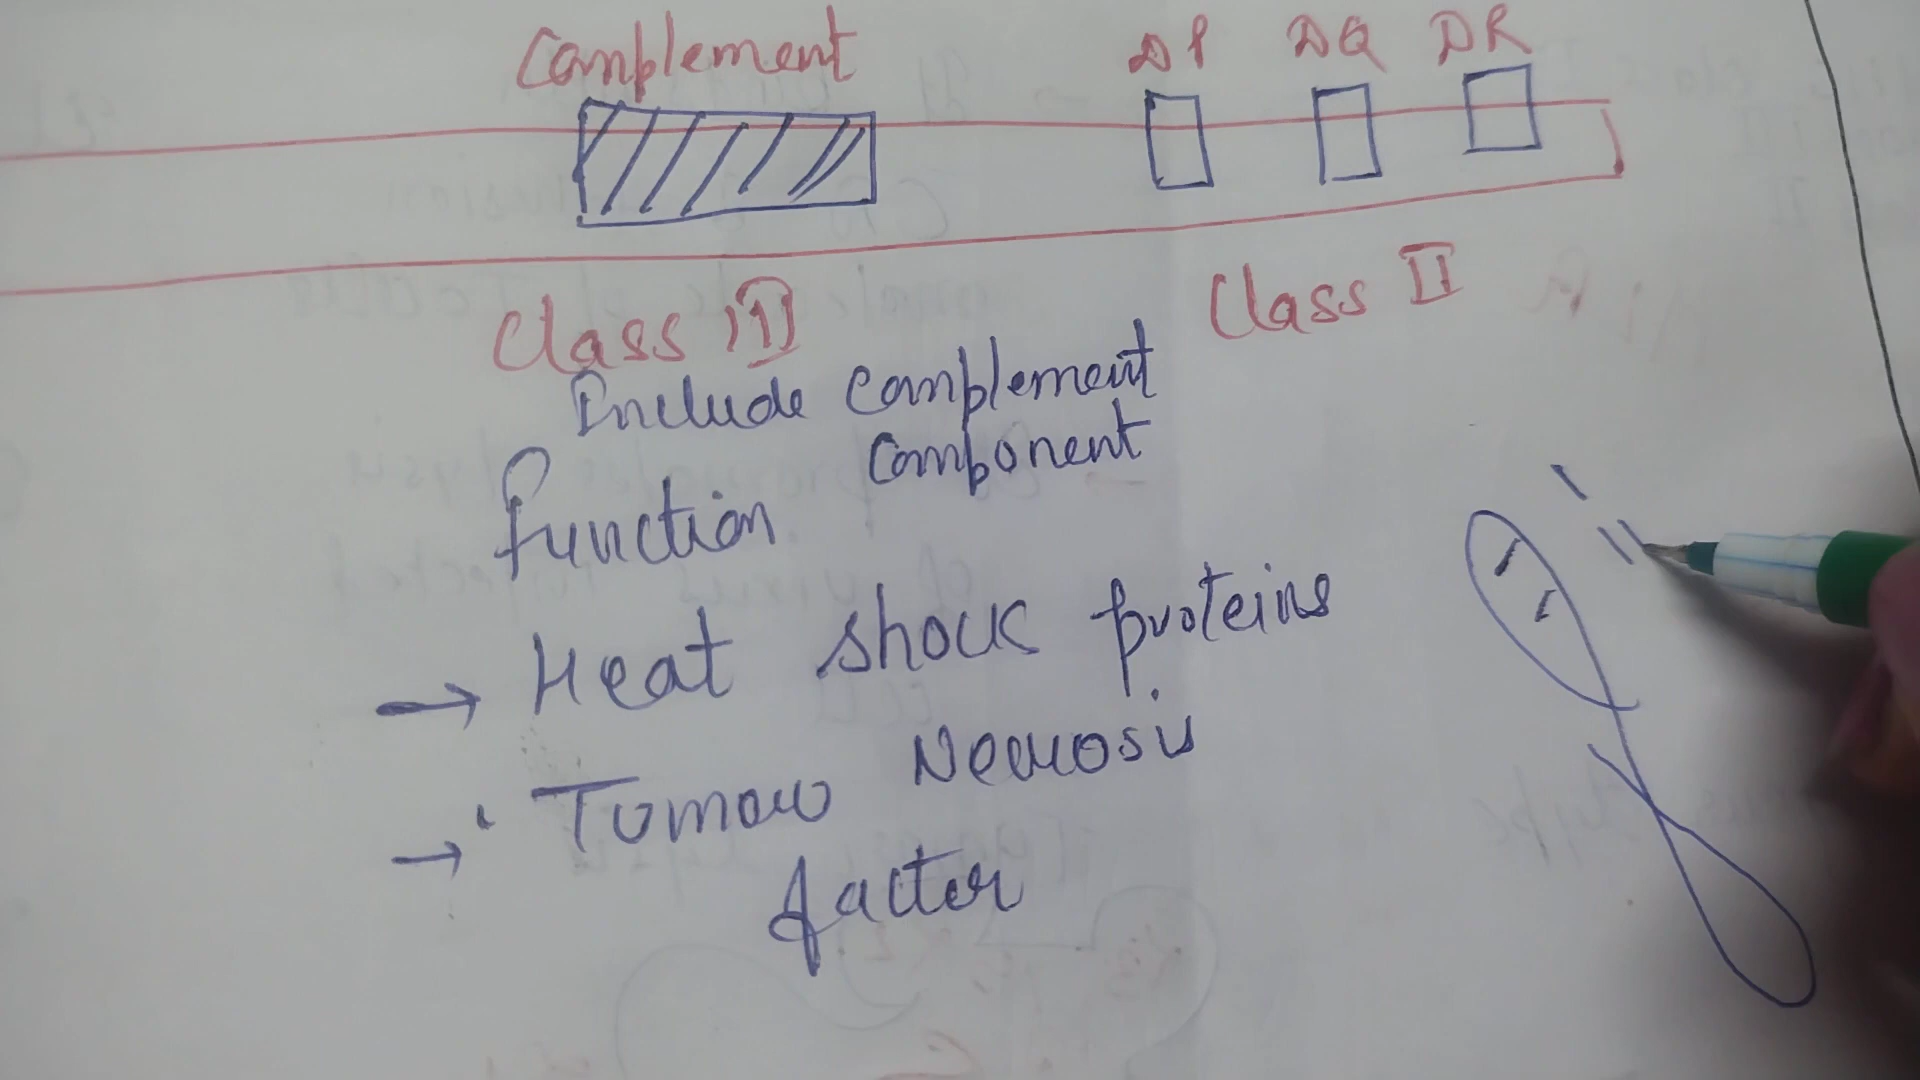 Complement DP DQ DR
Class III Class II
Include complement
component
function
→ Heat shock proteins
→ Tumour Necrosis
factor